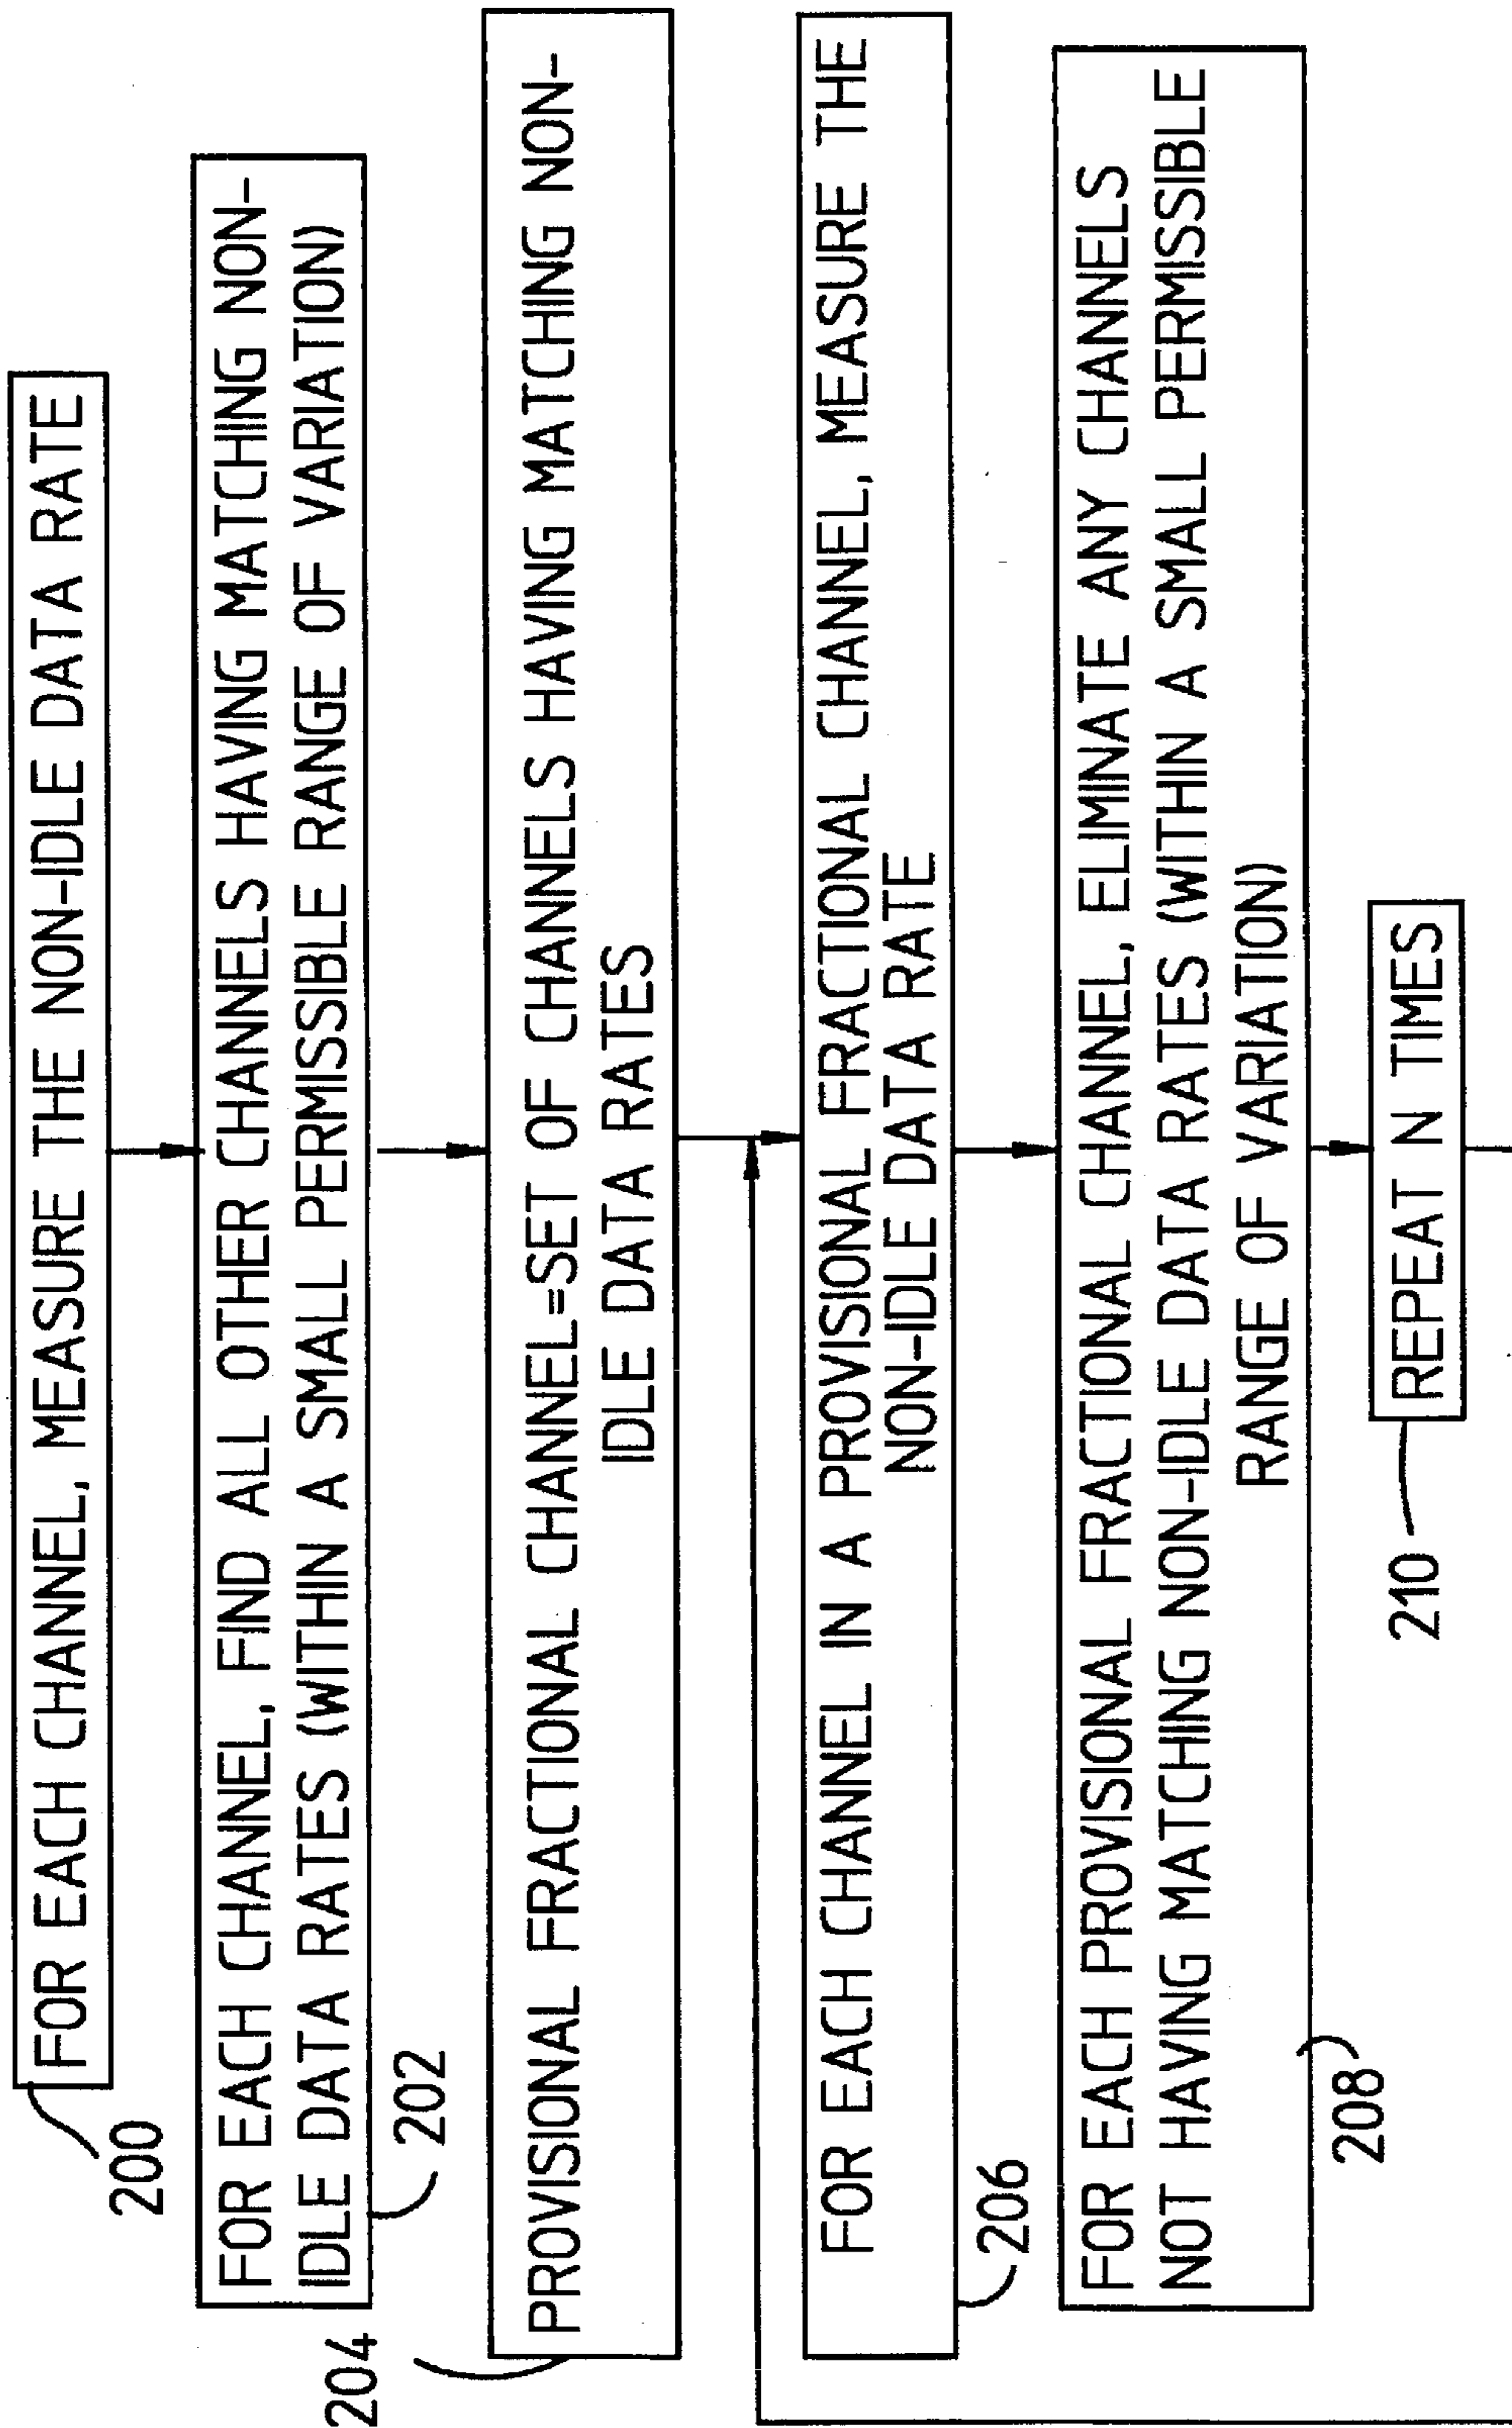 200
FOR EACH CHANNEL, MEASURE THE NON-IDLE DATA RATE
FOR EACH CHANNEL, FIND ALL OTHER CHANNELS HAVING MATCHING NON-
IDLE DATA RATES (WITHIN A SMALL PERMISSIBLE RANGE OF VARIATION)
202
204
PROVISIONAL FRACTIONAL CHANNEL=SET OF CHANNELS HAVING MATCHING NON-
IDLE DATA RATES
FOR EACH CHANNEL IN A PROVISIONAL FRACTIONAL CHANNEL, MEASURE THE
NON-IDLE DATA RATE
206
FOR EACH PROVISIONAL FRACTIONAL CHANNEL, ELIMINATE ANY CHANNELS
NOT HAVING MATCHING NON-IDLE DATA RATES (WITHIN A SMALL PERMISSIBLE
RANGE OF VARIATION)
208
210
REPEAT N TIMES